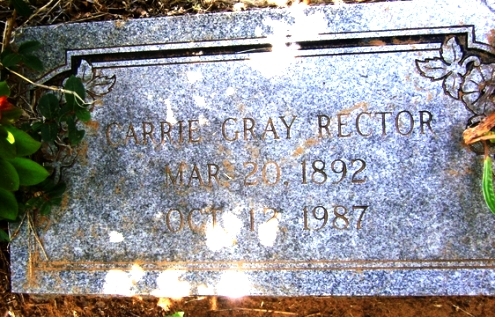 CARRIE GRAY RECTOR
MAR. 20, 1892
OCT. 12, 1987